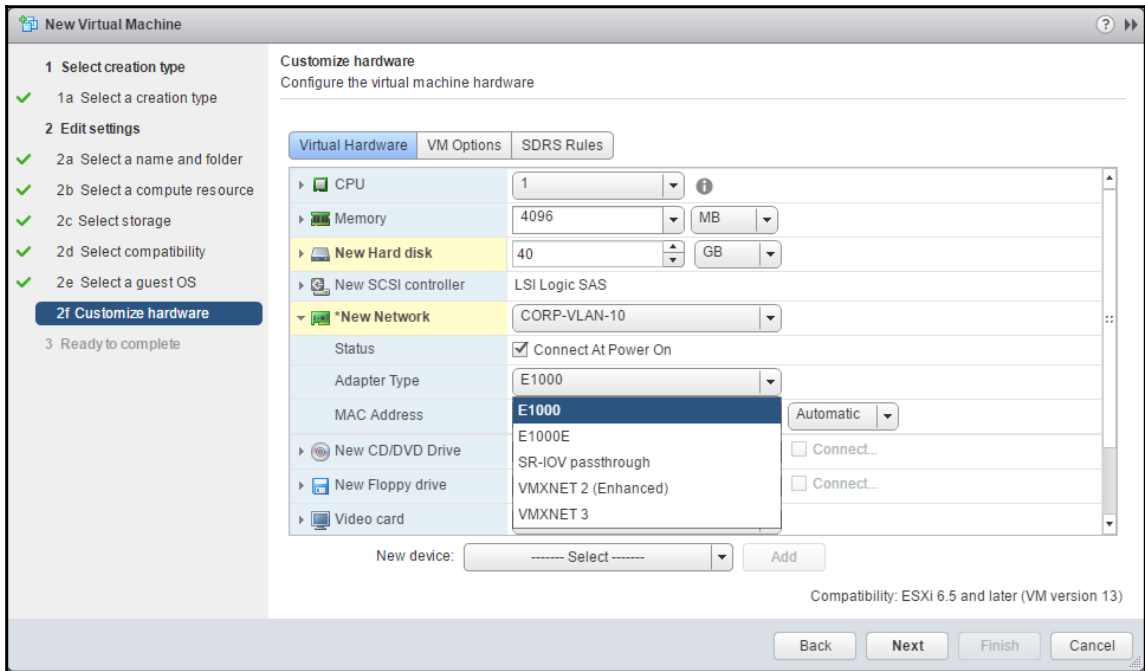 New Virtual Machine
?
1 Select creation type
1a Select a creation type
2 Edit settings
2a Select a name and folder
2b Select a compute resource
2c Select storage
2d Select compatibility
2e Select a guest OS
2f Customize hardware
3 Ready to complete
Customize hardware
Configure the virtual machine hardware
Virtual Hardware VM Options SDRS Rules
CPU 1
Memory 4096 MB
New Hard disk 40 GB
New SCSI controller LSI Logic SAS
*New Network CORP-VLAN-10
Status Connect At Power On
Adapter Type E1000
MAC Address E1000 Automatic
E1000E
New CD/DVD Drive SR-IOV passthrough Connect...
New Floppy drive VMXNET 2 (Enhanced) Connect...
Video card VMXNET 3
New device: ------- Select ------- Add
Compatibility: ESXi 6.5 and later (VM version 13)
Back Next Finish Cancel